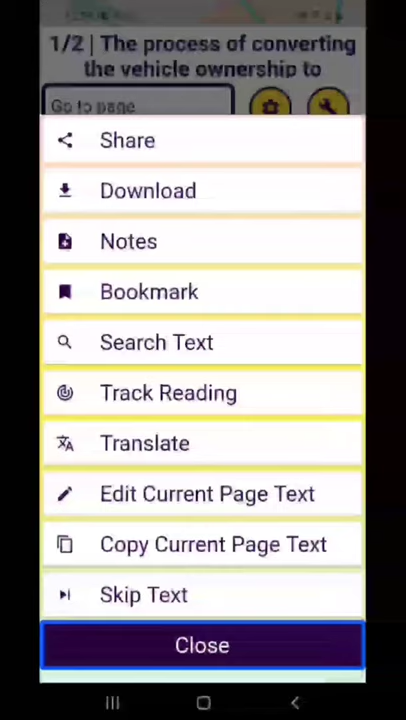 1/2 | The process of converting
the vehicle ownership to
Go to page
Share
Download
Notes
Bookmark
Search Text
Track Reading
Translate
Edit Current Page Text
Copy Current Page Text
Skip Text
Close